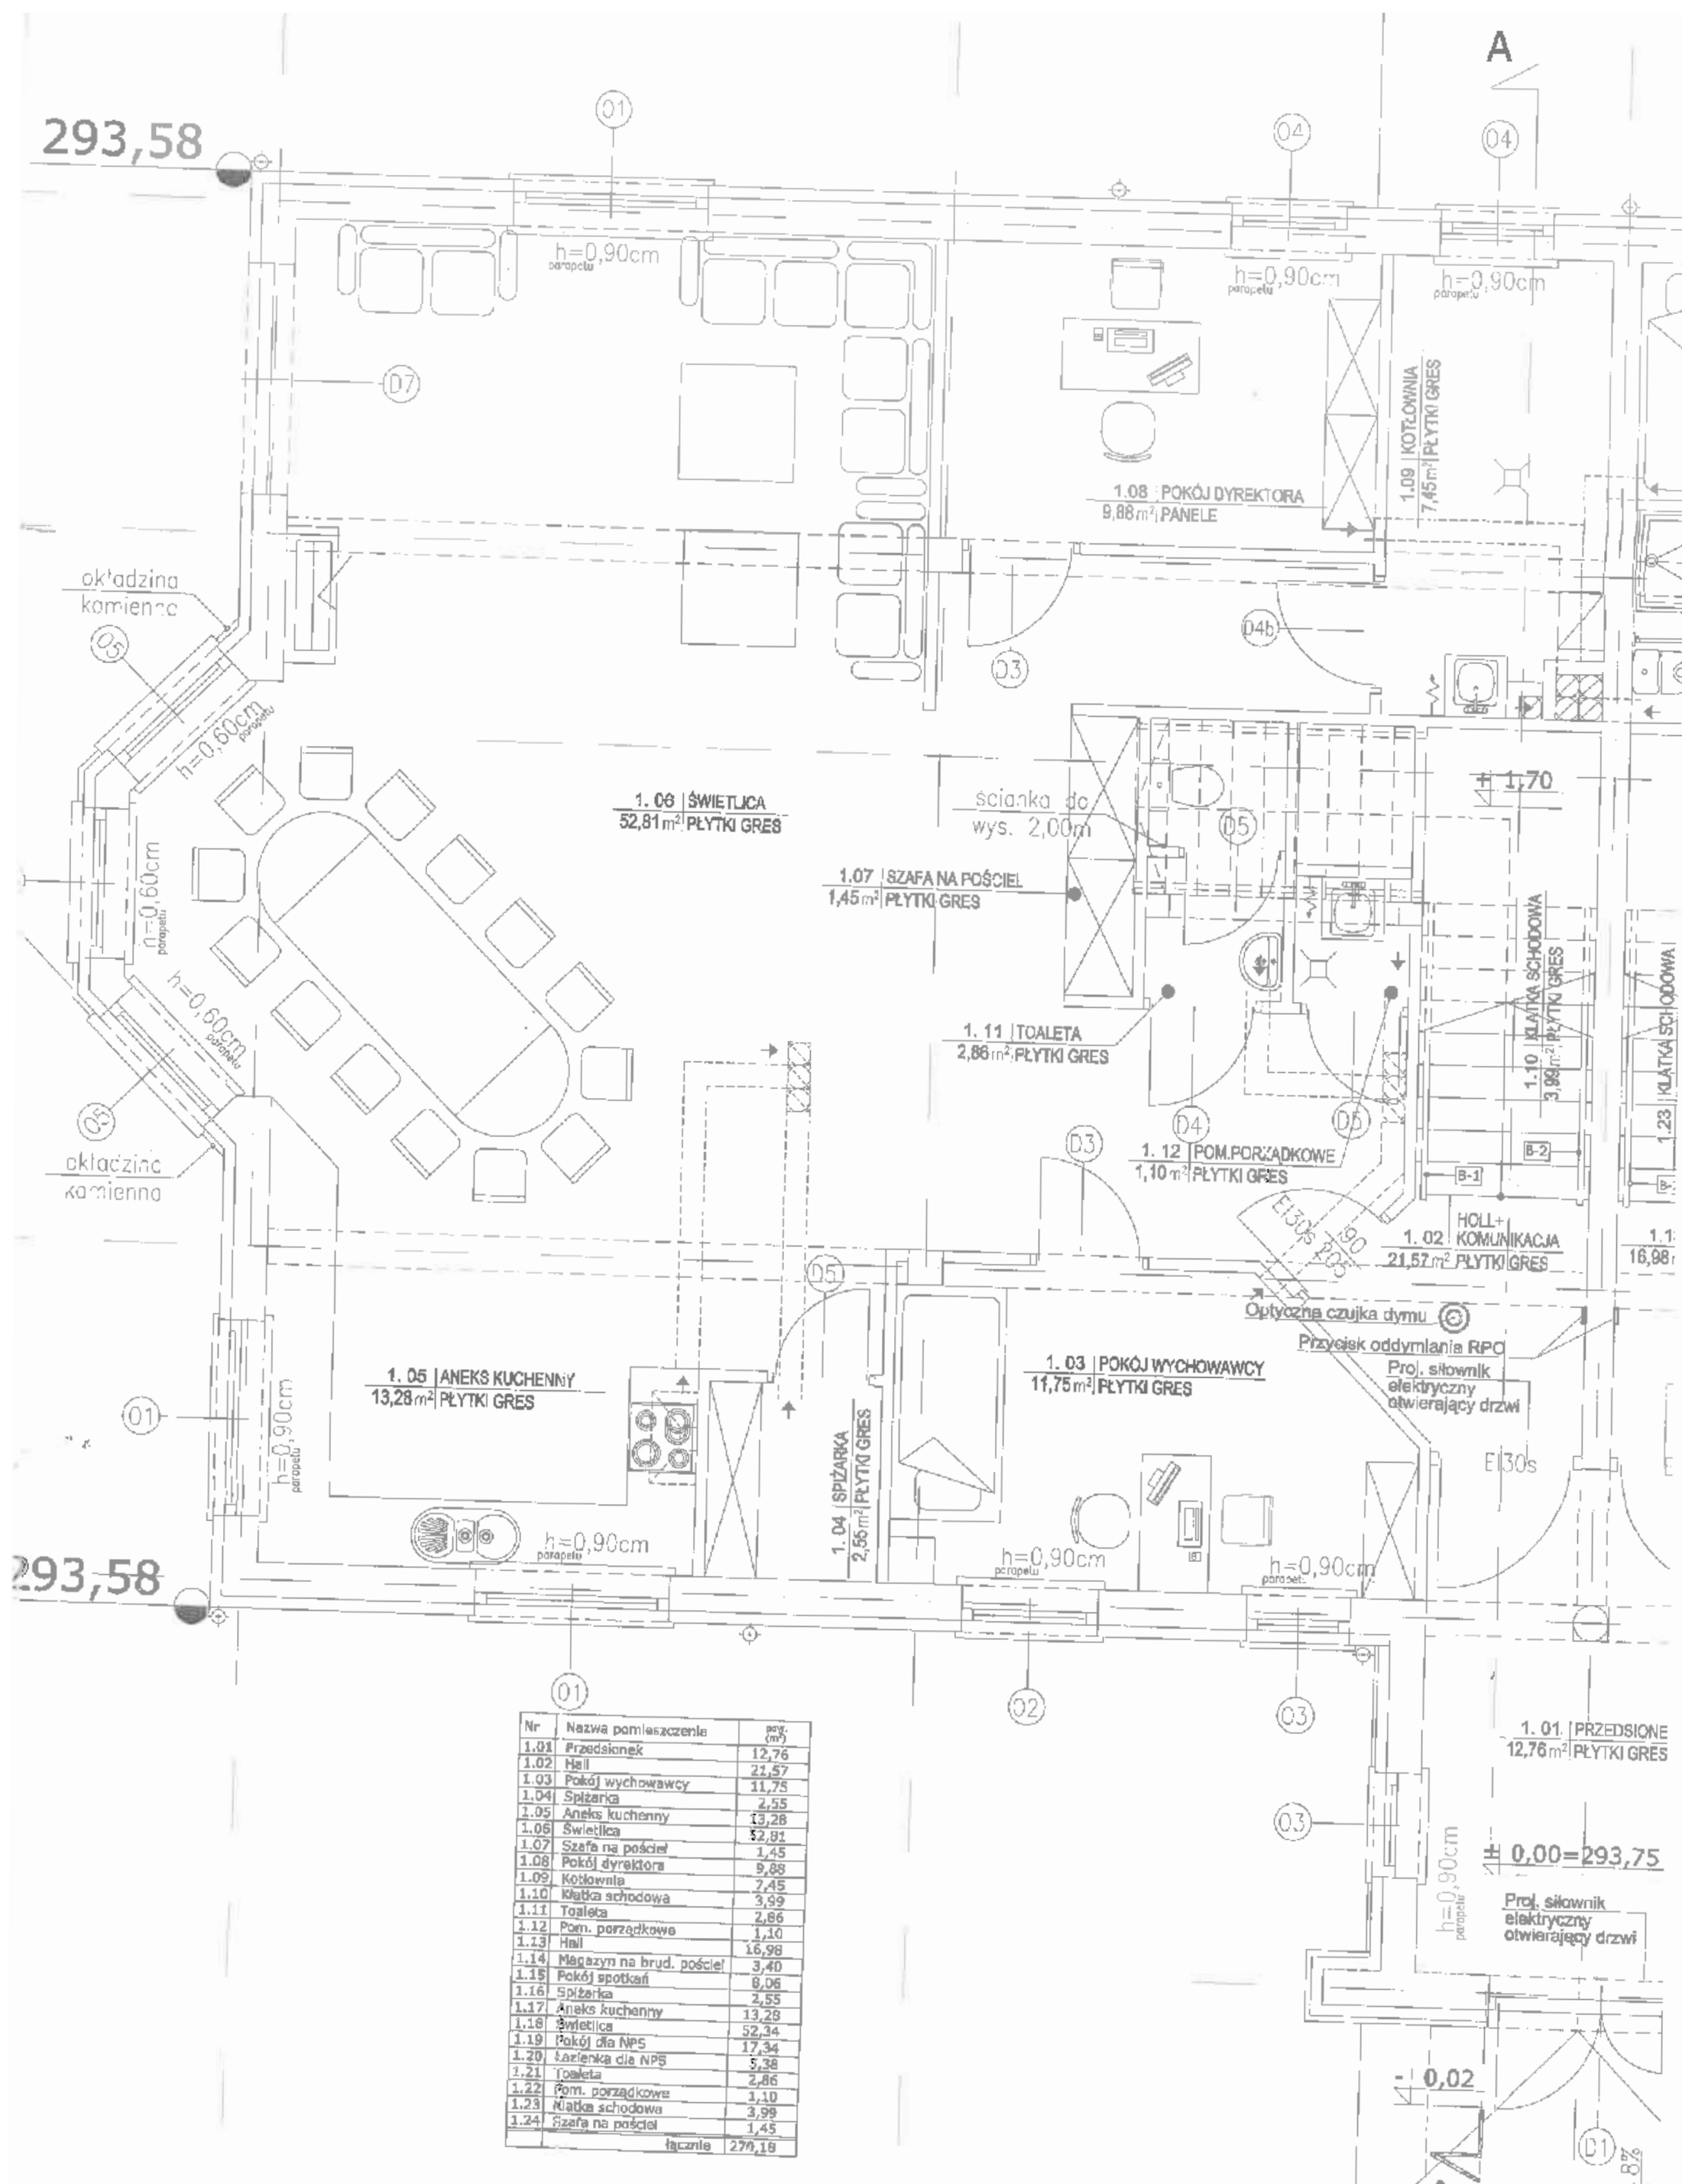 A
293,58
01
04
04
h=0,90cm
parapetu
h=0,90cm
parapetu
h=0,90cm
parapetu
D7
1.09 KOTŁOWNIA
7,45m² PŁYTKI GRES
1.08 POKÓJ DYREKTORA
9,88m² PANELE
okładzina
kamienna
05
D4b
D3
h=0,60cm
parapetu
+ 1,70
1.06 ŚWIETLICA
52,81m² PŁYTKI GRES
ścianka do
wys. 2,00m
D5
h=0,60cm
parapetu
1.07 SZAFA NA POŚCIEL
1,45m² PŁYTKI GRES
1.10 KLATKA SCHODOWA
3,99m² PŁYTKI GRES
1.23 KLATKA SCHODOWA
h=0,60cm
parapetu
1.11 TOALETA
2,86m² PŁYTKI GRES
05
D4
D5
D3
okładzina
kamienna
1.12 POM.PORZĄDKOWE
1,10m² PŁYTKI GRES
B-2
B-1
B-
EI30s 90
205
HOLL+
1.02 KOMUNIKACJA
21,57m² PŁYTKI GRES
1.1
16,98
D5
Optyczna czujka dymu
Przycisk oddymiania RPO
1.03 POKÓJ WYCHOWAWCY
11,75m² PŁYTKI GRES
Proj. siłownik
elektryczny
otwierający drzwi
1.05 ANEKS KUCHENNY
13,28m² PŁYTKI GRES
01
h=0,90cm
parapetu
1.04 SPIŻARKA
2,55m² PŁYTKI GRES
EI30s
h=0,90cm
parapetu
h=0,90cm
parapetu
h=0,90cm
parapetu
293,58
01
02
03
Nr Nazwa pomieszczenia pow. (m²)
1.01 Przedsionek 12,76
1.02 Hall 21,57
1.03 Pokój wychowawcy 11,75
1.04 Spiżarka 2,55
1.05 Aneks kuchenny 13,28
1.06 Świetlica 52,81
1.07 Szafa na pościel 1,45
1.08 Pokój dyrektora 9,88
1.09 Kotłownia 7,45
1.10 Klatka schodowa 3,99
1.11 Toaleta 2,86
1.12 Pom. porządkowe 1,10
1.13 Hall 16,98
1.14 Magazyn na brud. pościel 3,40
1.15 Pokój spotkań 8,06
1.16 Spiżarka 2,55
1.17 Aneks kuchenny 13,28
1.18 Świetlica 52,34
1.19 Pokój dla NPS 17,34
1.20 Łazienka dla NPS 5,38
1.21 Toaleta 2,86
1.22 Pom. porządkowe 1,10
1.23 Klatka schodowa 3,99
1.24 Szafa na pościel 1,45
łącznie 270,18
1.01 PRZEDSIONE
12,76m² PŁYTKI GRES
03
h=0,90cm
parapetu
± 0,00=293,75
Proj. siłownik
elektryczny
otwierający drzwi
- 0,02
D1
8%